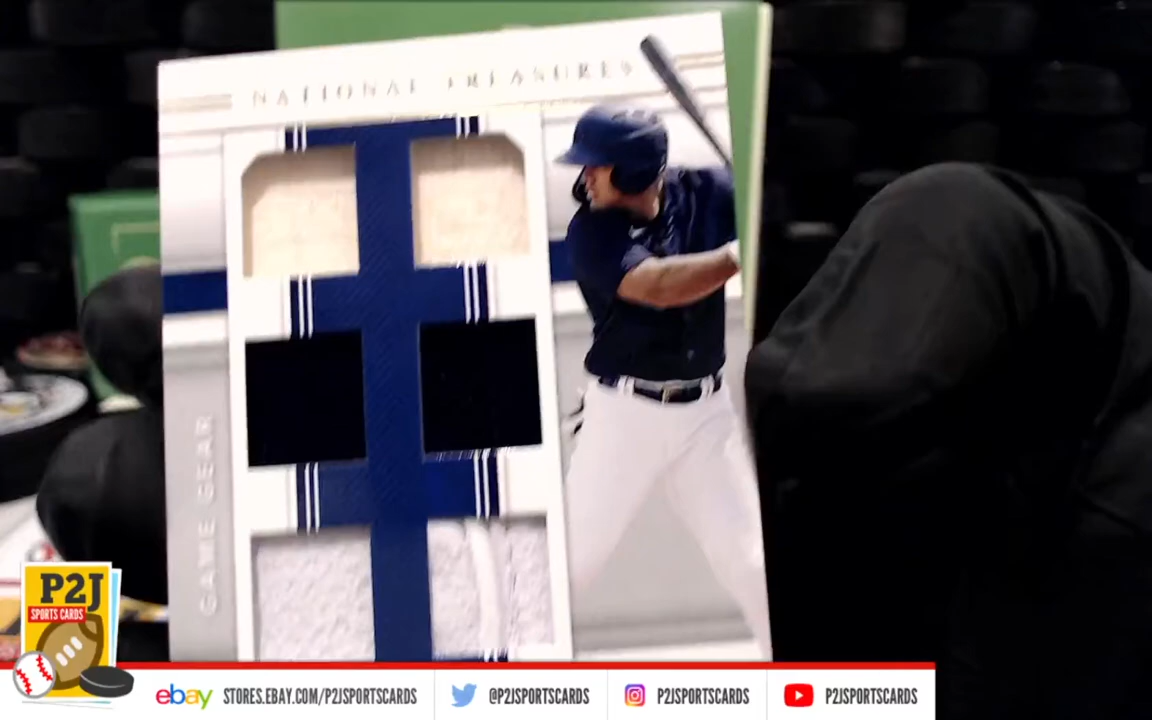 NATIONAL TREASURES
GAME GEAR
P2J
SPORTS CARDS
ebay STORES.EBAY.COM/P2JSPORTSCARDS
@P2JSPORTSCARDS
P2JSPORTSCARDS
P2JSPORTSCARDS